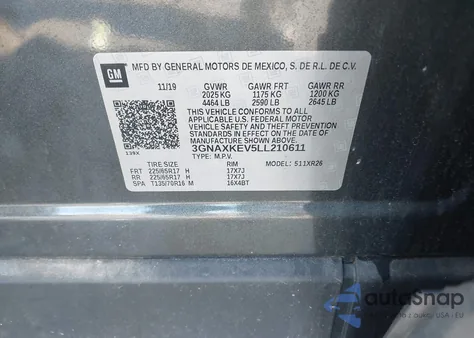 GM
MFD BY GENERAL MOTORS DE MEXICO, S. DE R.L. DE C.V.
11/19 GVWR GAWR FRT GAWR RR
2025 KG 1175 KG 1200 KG
4464 LB 2590 LB 2645 LB
THIS VEHICLE CONFORMS TO ALL
APPLICABLE U.S. FEDERAL MOTOR
VEHICLE SAFETY, BUMPER, AND THEFT
PREVENTION STANDARDS IN EFFECT ON
THE DATE OF MANUFACTURE SHOWN ABOVE.
3GNAXKEV5LL210611
TYPE: M.P.V. MODEL: 511XR26
TIRE SIZE RIM
FRT 225/65R17 H 17X7J
RR 225/65R17 H 17X7J
SPA T135/70R16 M 16X4BT
autoSnap